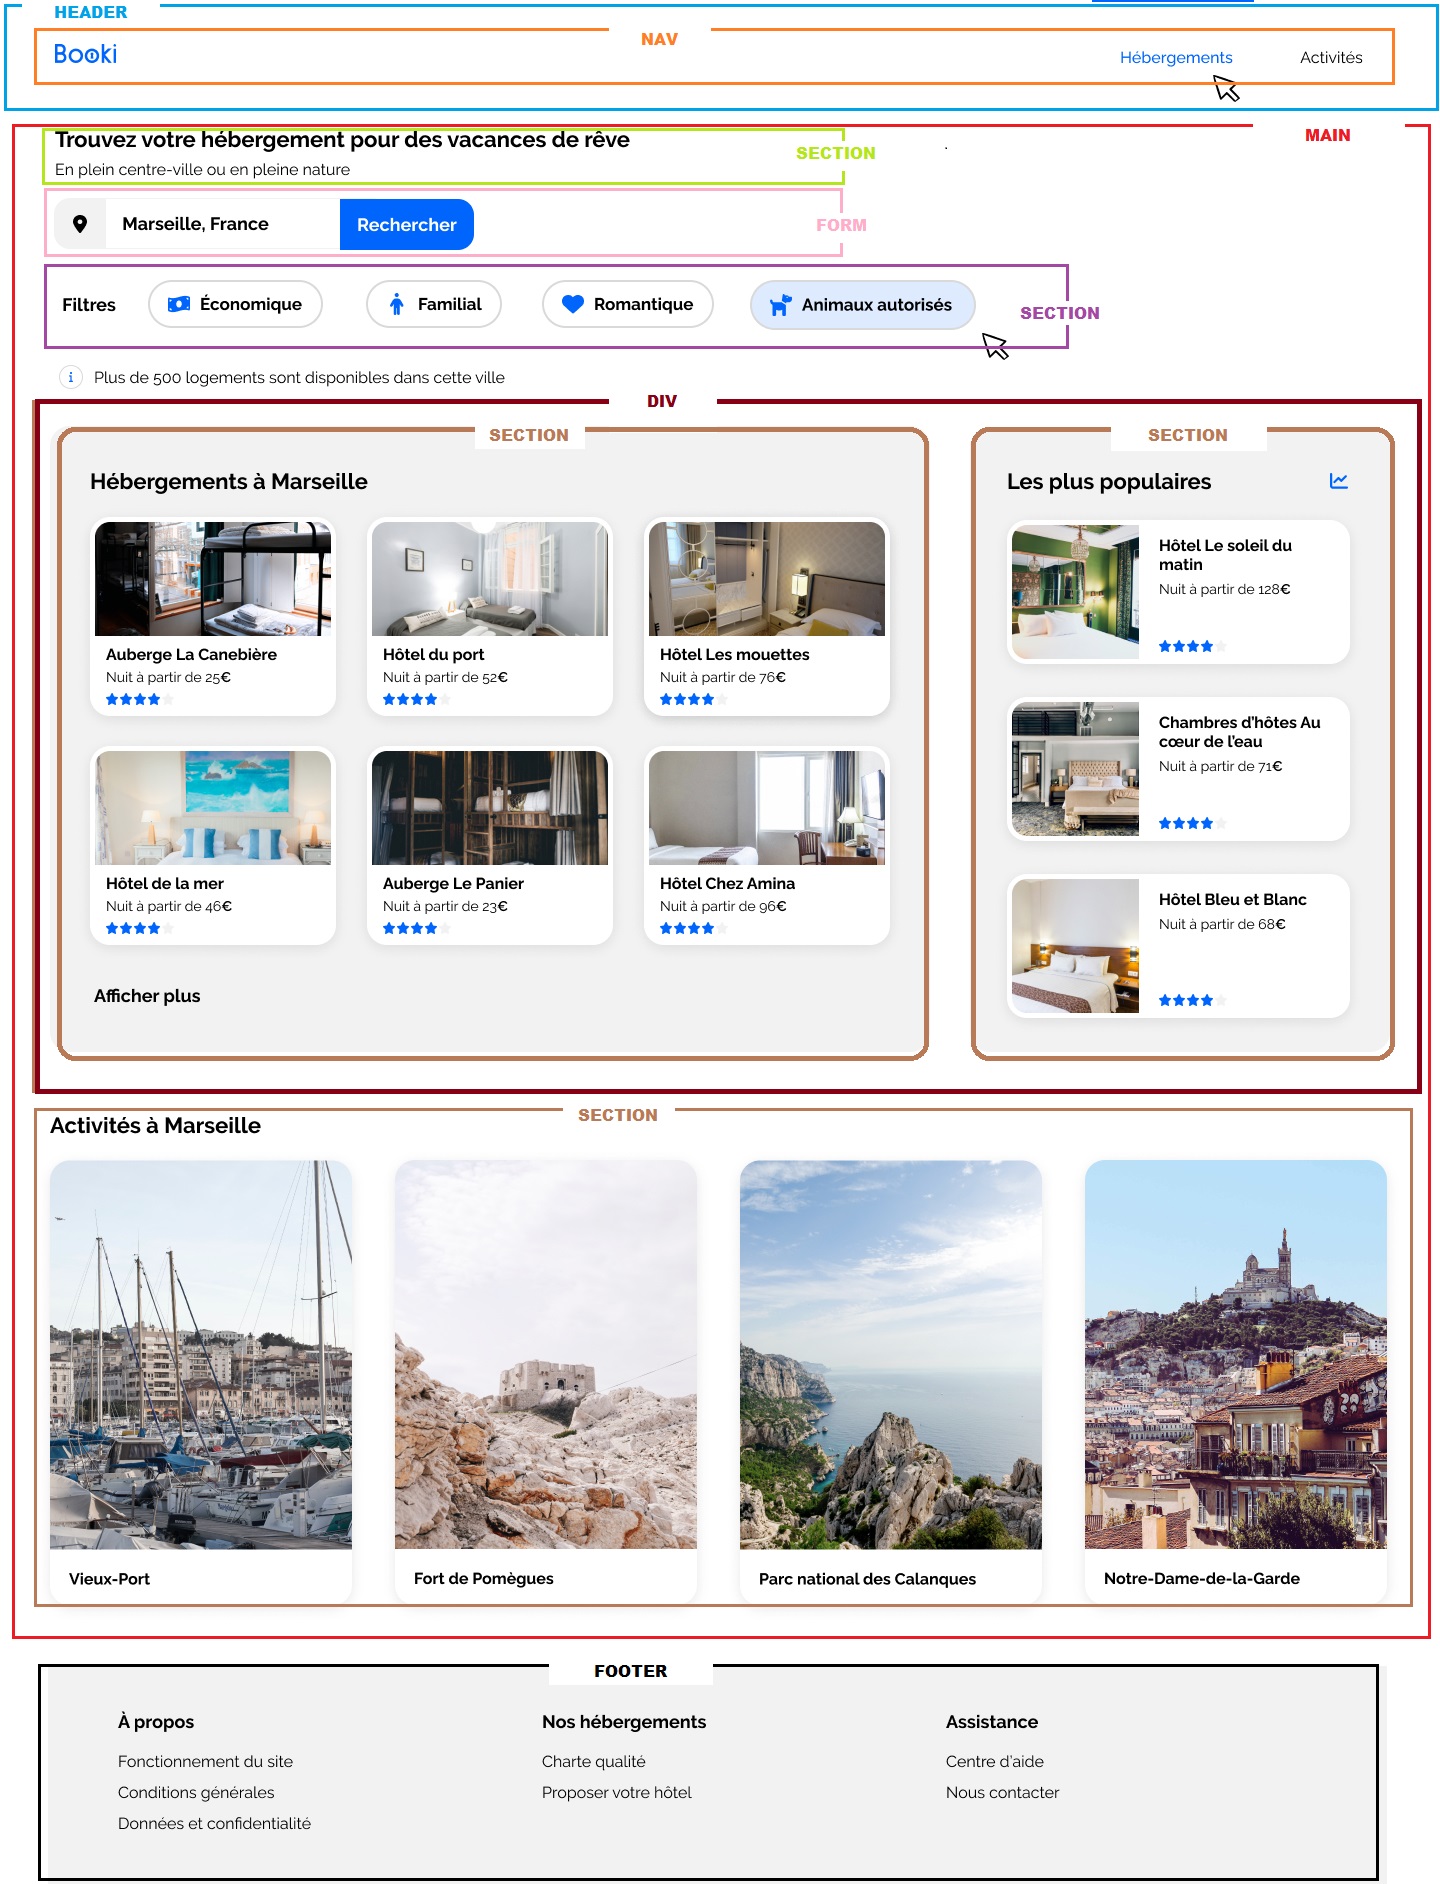 HEADER
NAV
Booki
Hébergements
Activités
MAIN
Trouvez votre hébergement pour des vacances de rêve
SECTION
En plein centre-ville ou en pleine nature
Marseille, France
Rechercher
FORM
Filtres
Économique
Familial
Romantique
Animaux autorisés
SECTION
i
Plus de 500 logements sont disponibles dans cette ville
DIV
SECTION
Hébergements à Marseille
Auberge La Canebière
Nuit à partir de 25€
Hôtel du port
Nuit à partir de 52€
Hôtel Les mouettes
Nuit à partir de 76€
Hôtel de la mer
Nuit à partir de 46€
Auberge Le Panier
Nuit à partir de 23€
Hôtel Chez Amina
Nuit à partir de 96€
Afficher plus
SECTION
Les plus populaires
Hôtel Le soleil du
matin
Nuit à partir de 128€
Chambres d'hôtes Au
cœur de l'eau
Nuit à partir de 71€
Hôtel Bleu et Blanc
Nuit à partir de 68€
SECTION
Activités à Marseille
Vieux-Port
Fort de Pomègues
Parc national des Calanques
Notre-Dame-de-la-Garde
FOOTER
À propos
Fonctionnement du site
Conditions générales
Données et confidentialité
Nos hébergements
Charte qualité
Proposer votre hôtel
Assistance
Centre d'aide
Nous contacter